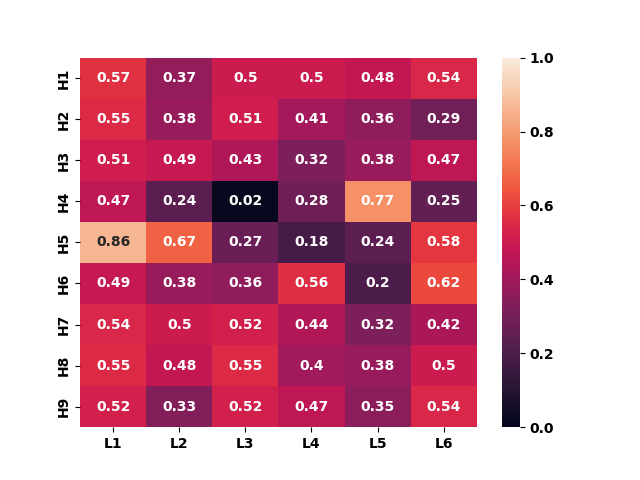 H1 0.57 0.37 0.5 0.5 0.48 0.54
H2 0.55 0.38 0.51 0.41 0.36 0.29
H3 0.51 0.49 0.43 0.32 0.38 0.47
H4 0.47 0.24 0.02 0.28 0.77 0.25
H5 0.86 0.67 0.27 0.18 0.24 0.58
H6 0.49 0.38 0.36 0.56 0.2 0.62
H7 0.54 0.5 0.52 0.44 0.32 0.42
H8 0.55 0.48 0.55 0.4 0.38 0.5
H9 0.52 0.33 0.52 0.47 0.35 0.54
L1 L2 L3 L4 L5 L6
1.0
0.8
0.6
0.4
0.2
0.0